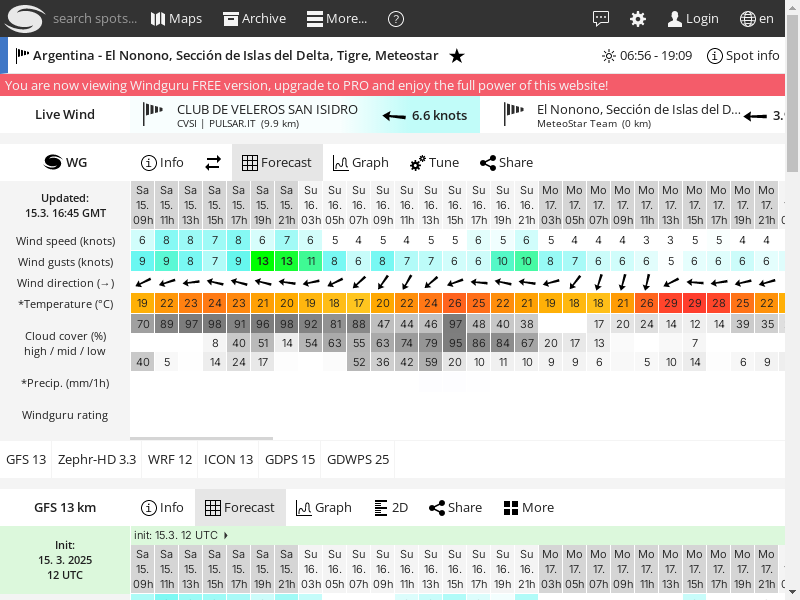 search spots...
Maps
Archive
More...
?
Login
en
Argentina - El Nonono, Sección de Islas del Delta, Tigre, Meteostar
06:56 - 19:09
Spot info
You are now viewing Windguru FREE version, upgrade to PRO and enjoy the full power of this website!
Live Wind
CLUB DE VELEROS SAN ISIDRO
CVSI | PULSAR.IT (9.9 km)
6.6 knots
El Nonono, Sección de Islas del D...
MeteoStar Team (0 km)
3.
WG
Info
Forecast
Graph
Tune
Share
Updated:
15.3. 16:45 GMT
Sa Sa Sa Sa Sa Sa Sa Su Su Su Su Su Su Su Su Su Su Mo Mo Mo Mo Mo Mo Mo Mo Mo Mo
15. 15. 15. 15. 15. 15. 15. 16. 16. 16. 16. 16. 16. 16. 16. 16. 16. 17. 17. 17. 17. 17. 17. 17. 17. 17. 17.
09h 11h 13h 15h 17h 19h 21h 03h 05h 07h 09h 11h 13h 15h 17h 19h 21h 03h 05h 07h 09h 11h 13h 15h 17h 19h 21h
Wind speed (knots) 6 8 8 7 8 6 7 6 5 4 5 4 5 5 6 5 6 5 4 4 4 3 3 5 5 4 4
Wind gusts (knots) 9 9 8 7 9 13 13 11 8 6 8 7 7 6 6 10 10 8 7 6 6 6 5 6 6 6 6
Wind direction (→)
*Temperature (°C) 19 22 23 24 23 21 20 19 18 17 20 22 24 26 25 22 21 19 18 18 21 26 29 29 28 25 22
Cloud cover (%)
high / mid / low
70 89 97 98 91 96 98 92 81 88 47 44 46 97 48 40 38 17 20 24 14 12 14 39 35
8 40 51 14 54 63 55 63 74 79 95 86 84 67 20 17 13 7
40 5 14 24 17 52 36 42 59 20 10 11 10 9 9 6 5 10 14 6 9
*Precip. (mm/1h)
Windguru rating
GFS 13
Zephr-HD 3.3
WRF 12
ICON 13
GDPS 15
GDWPS 25
GFS 13 km
Info
Forecast
Graph
2D
Share
More
Init:
15. 3. 2025
12 UTC
init: 15.3. 12 UTC
Sa Sa Sa Sa Sa Sa Sa Su Su Su Su Su Su Su Su Su Su Mo Mo Mo Mo Mo Mo Mo Mo Mo Mo
15. 15. 15. 15. 15. 15. 15. 16. 16. 16. 16. 16. 16. 16. 16. 16. 16. 17. 17. 17. 17. 17. 17. 17. 17. 17. 17.
09h 11h 13h 15h 17h 19h 21h 03h 05h 07h 09h 11h 13h 15h 17h 19h 21h 03h 05h 07h 09h 11h 13h 15h 17h 19h 21h